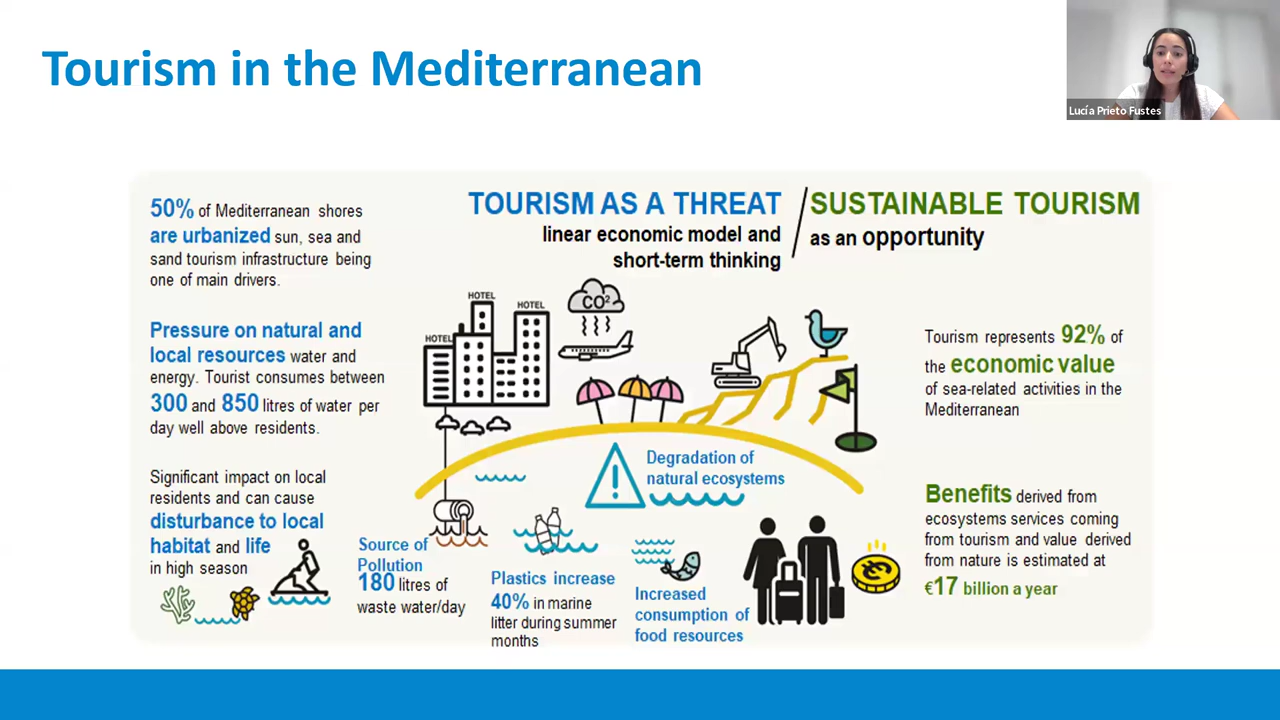 Tourism in the Mediterranean
Lucía Prieto Fustes
50% of Mediterranean shores
are urbanized sun, sea and
sand tourism infrastructure being
one of main drivers.
Pressure on natural and
local resources water and
energy. Tourist consumes between
300 and 850 litres of water per
day well above residents.
Significant impact on local
residents and can cause
disturbance to local
habitat and life
in high season
TOURISM AS A THREAT
linear economic model and
short-term thinking
SUSTAINABLE TOURISM
as an opportunity
HOTEL
HOTEL
HOTEL
CO²
Degradation of
natural ecosystems
Source of
Pollution
180 litres of
waste water/day
Plastics increase
40% in marine
litter during summer
months
Increased
consumption of
food resources
Tourism represents 92% of
the economic value
of sea-related activities in the
Mediterranean
Benefits derived from
ecosystems services coming
from tourism and value derived
from nature is estimated at
€17 billion a year
€